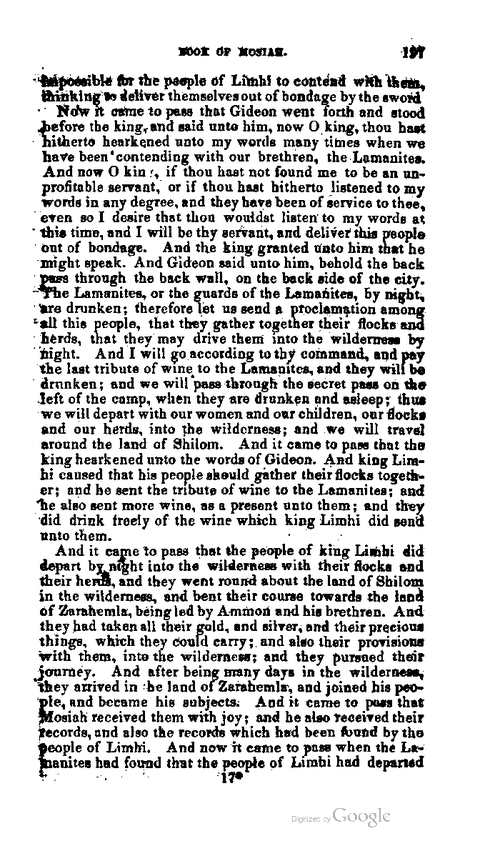 BOOK OF MOSIAH. 197
impossible for the people of Limhi to contend with them,
thinking to deliver themselves out of bondage by the sword
Now it came to pass that Gideon went forth and stood
before the king, and said unto him, now O king, thou hast
hitherto hearkened unto my words many times when we
have been contending with our brethren, the Lamanites.
And now O king, if thou hast not found me to be an un-
profitable servant, or if thou hast hitherto listened to my
words in any degree, and they have been of service to thee,
even so I desire that thou wouldst listen to my words at
this time, and I will be thy servant, and deliver this people
out of bondage. And the king granted unto him that he
might speak. And Gideon said unto him, behold the back
pass through the back wall, on the back side of the city.
The Lamanites, or the guards of the Lamanites, by night,
are drunken; therefore let us send a proclamation among
all this people, that they gather together their flocks and
herds, that they may drive them into the wilderness by
night. And I will go according to thy command, and pay
the last tribute of wine to the Lamanites, and they will be
drunken; and we will pass through the secret pass on the
left of the camp, when they are drunken and asleep; thus
we will depart with our women and our children, our flocks
and our herds, into the wilderness; and we will travel
around the land of Shilom. And it came to pass that the
king hearkened unto the words of Gideon. And king Lim-
hi caused that his people should gather their flocks togeth-
er; and he sent the tribute of wine to the Lamanites; and
he also sent more wine, as a present unto them; and they
did drink freely of the wine which king Limhi did send
unto them.
And it came to pass that the people of king Limhi did
depart by night into the wilderness with their flocks and
their herds, and they went round about the land of Shilom
in the wilderness, and bent their course towards the land
of Zarahemla, being led by Ammon and his brethren. And
they had taken all their gold, and silver, and their precious
things, which they could carry; and also their provisions
with them, into the wilderness; and they pursued their
journey. And after being many days in the wilderness,
they arrived in the land of Zarahemla, and joined his peo-
ple, and became his subjects. And it came to pass that
Mosiah received them with joy; and he also received their
records, and also the records which had been found by the
people of Limhi. And now it came to pass when the La-
manites had found that the people of Limhi had departed
17*
Digitized by Google